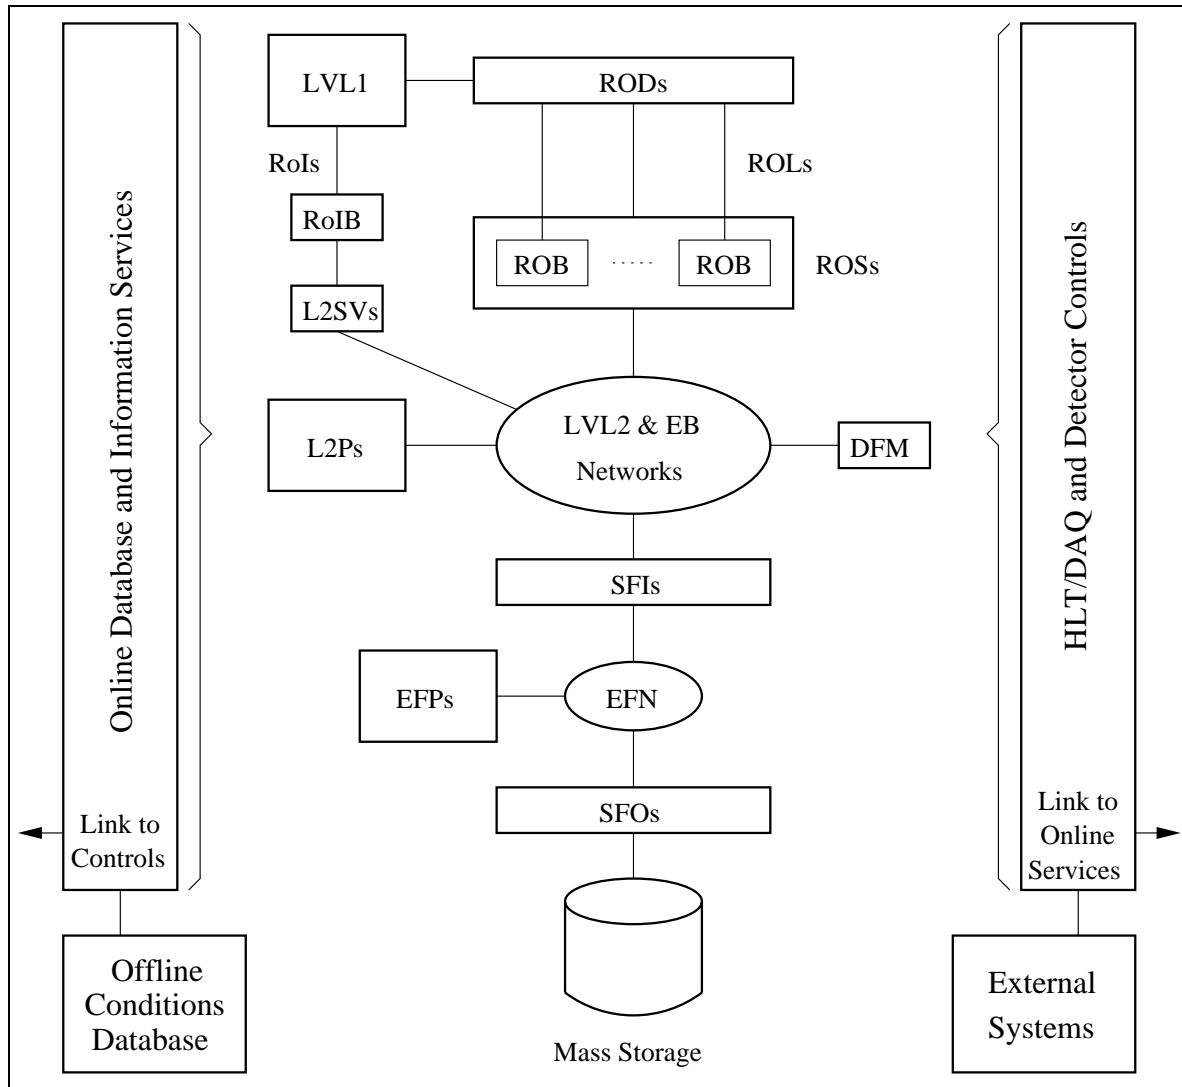 Online Database and Information Services
Link to
Controls
Offline
Conditions
Database
LVL1
RODs
RoIs
ROLs
RoIB
ROB
.....
ROB
ROSs
L2SVs
LVL2 & EB
Networks
L2Ps
DFM
SFIs
EFPs
EFN
SFOs
Mass Storage
HLT/DAQ and Detector Controls
Link to
Online
Services
External
Systems